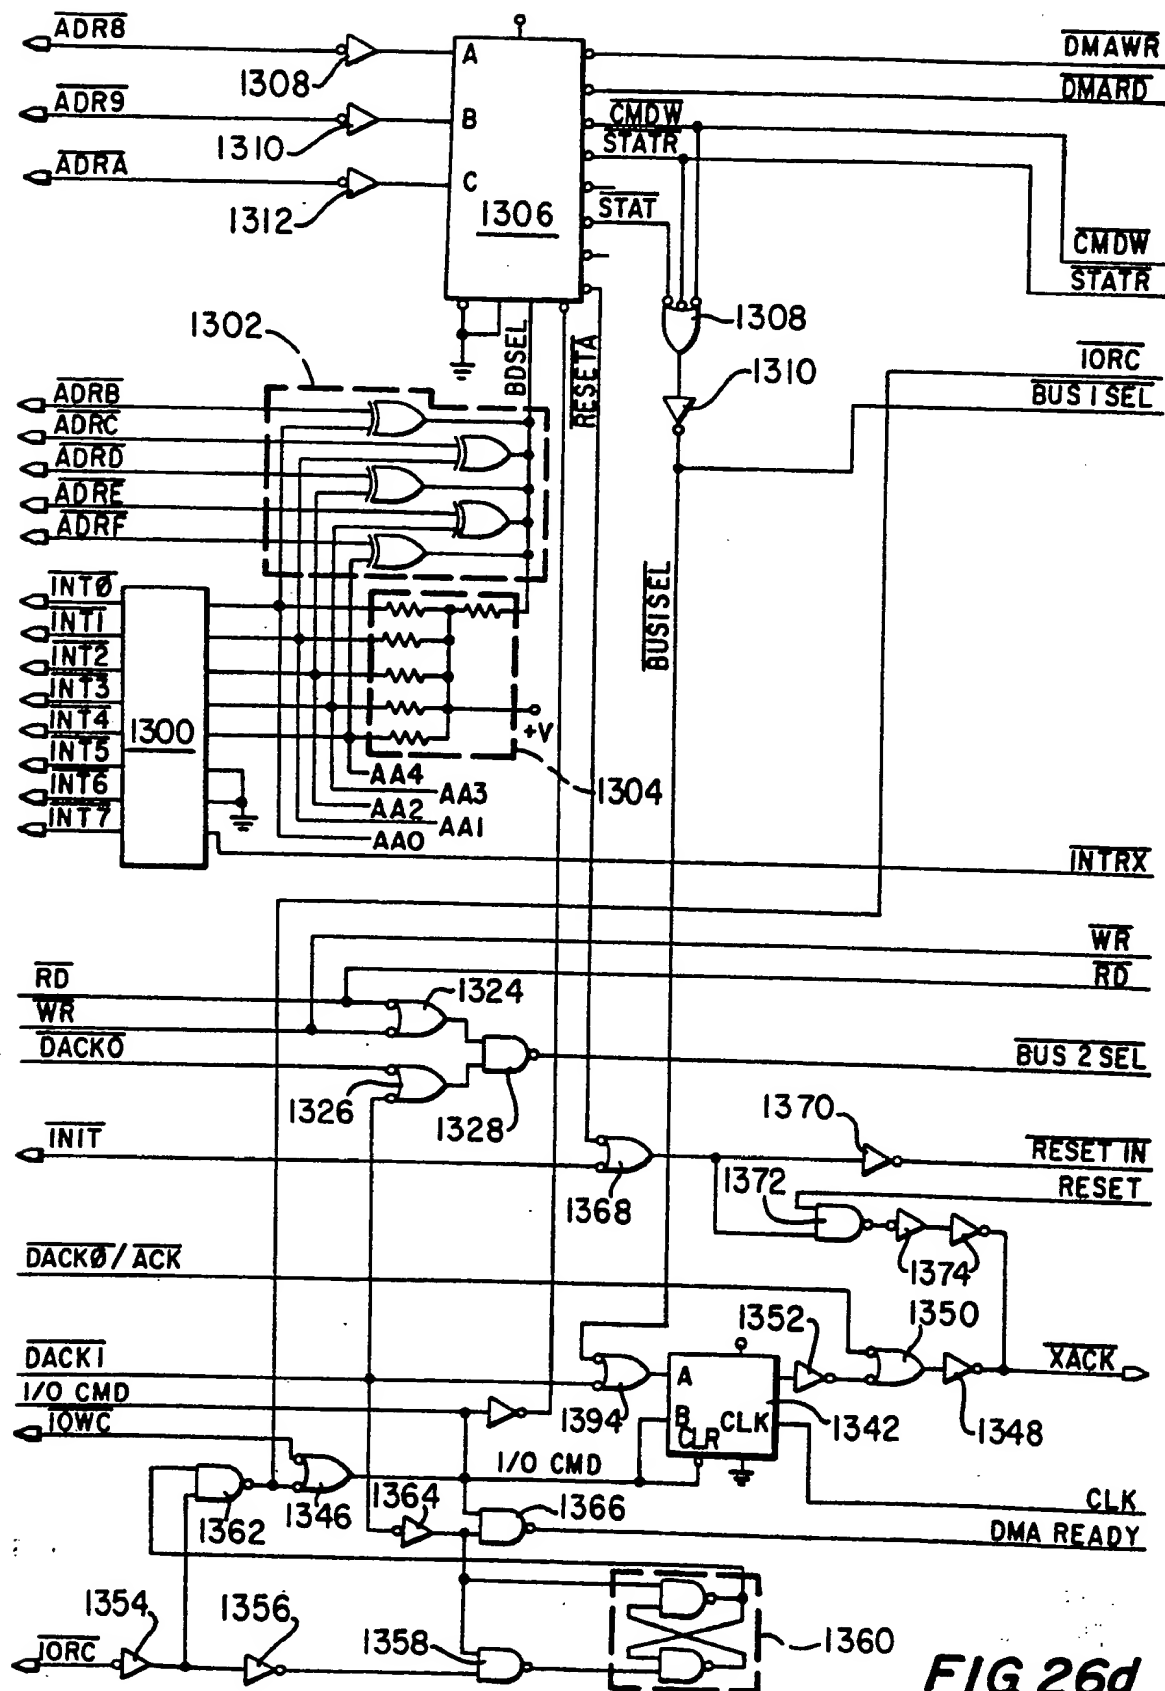 ADR8
1308
ADR9
1310
ADRA
1312
A
B
C
1306
DMAWR
DMARD
CMDW
STATR
STAT
CMDW
STATR
1302
BDSEL
RESETA
1308
1310
IORC
BUS1SEL
ADRB
ADRC
ADRD
ADRE
ADRF
INTØ
INT1
INT2
INT3
INT4
INT5
INT6
INT7
1300
+V
1304
AA4
AA3
AA2
AA1
AA0
BUS1SEL
INTRX
WR
RD
RD
WR
DACK0
1324
1326
1328
BUS 2 SEL
INIT
1368
1370
RESET IN
1372
RESET
1374
DACKØ/ACK
1350
1352
XACK
DACK1
I/O CMD
IOWC
1394
A
B
CLR
CLK
1342
1348
I/O CMD
1362
1346
1364
1366
CLK
DMA READY
1354
1356
IORC
1358
1360
FIG 26d